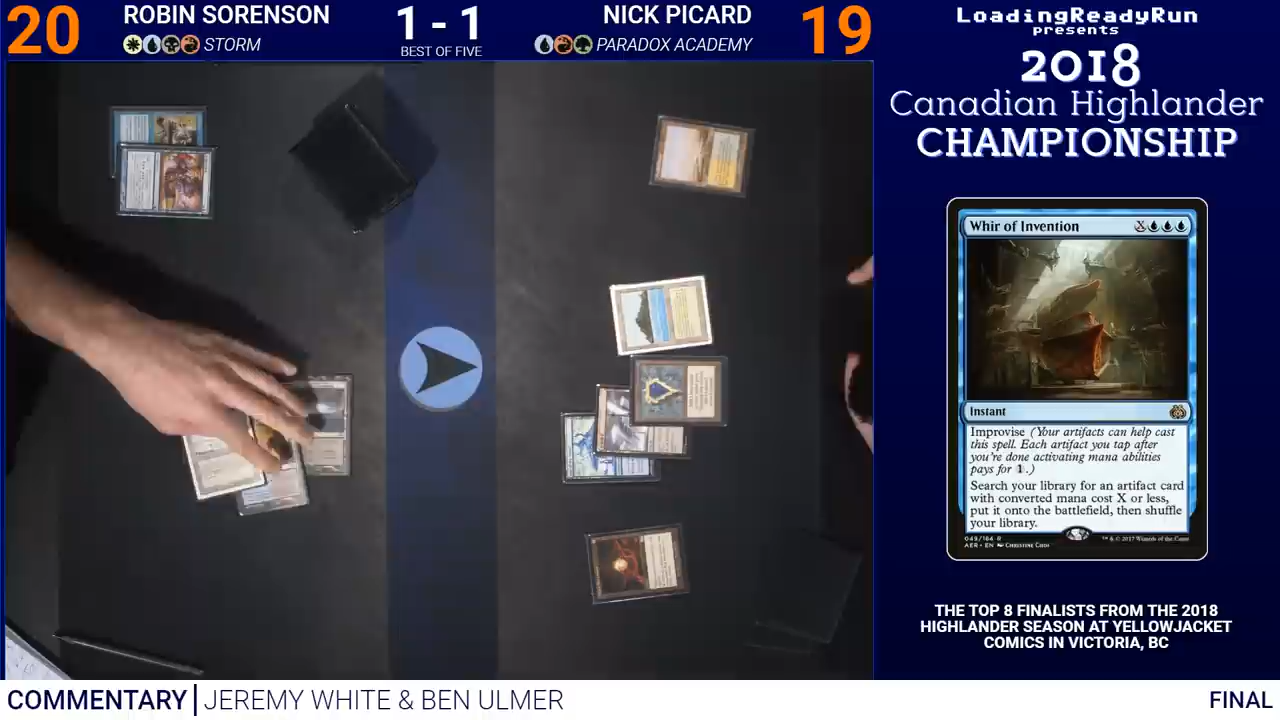 20
ROBIN SORENSON
STORM
1 - 1
BEST OF FIVE
NICK PICARD
PARADOX ACADEMY
19
LoadingReadyRun
presents
2018
Canadian Highlander
CHAMPIONSHIP
Whir of Invention
X
Instant
Improvise (Your artifacts can help cast
this spell. Each artifact you tap after
you're done activating mana abilities
pays for 1.)
Search your library for an artifact card
with converted mana cost X or less,
put it onto the battlefield, then shuffle
your library.
049/184 R
THE TOP 8 FINALISTS FROM THE 2018
HIGHLANDER SEASON AT YELLOWJACKET
COMICS IN VICTORIA, BC
COMMENTARY | JEREMY WHITE & BEN ULMER
FINAL